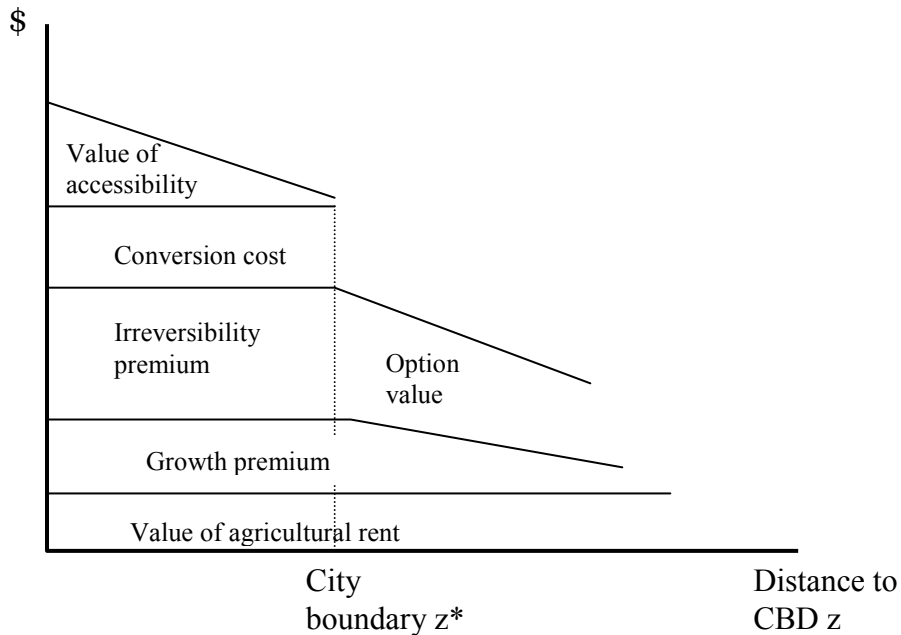 $
Value of
accessibility
Conversion cost
Irreversibility
premium
Option
value
Growth premium
Value of agricultural rent
City
boundary z*
Distance to
CBD z